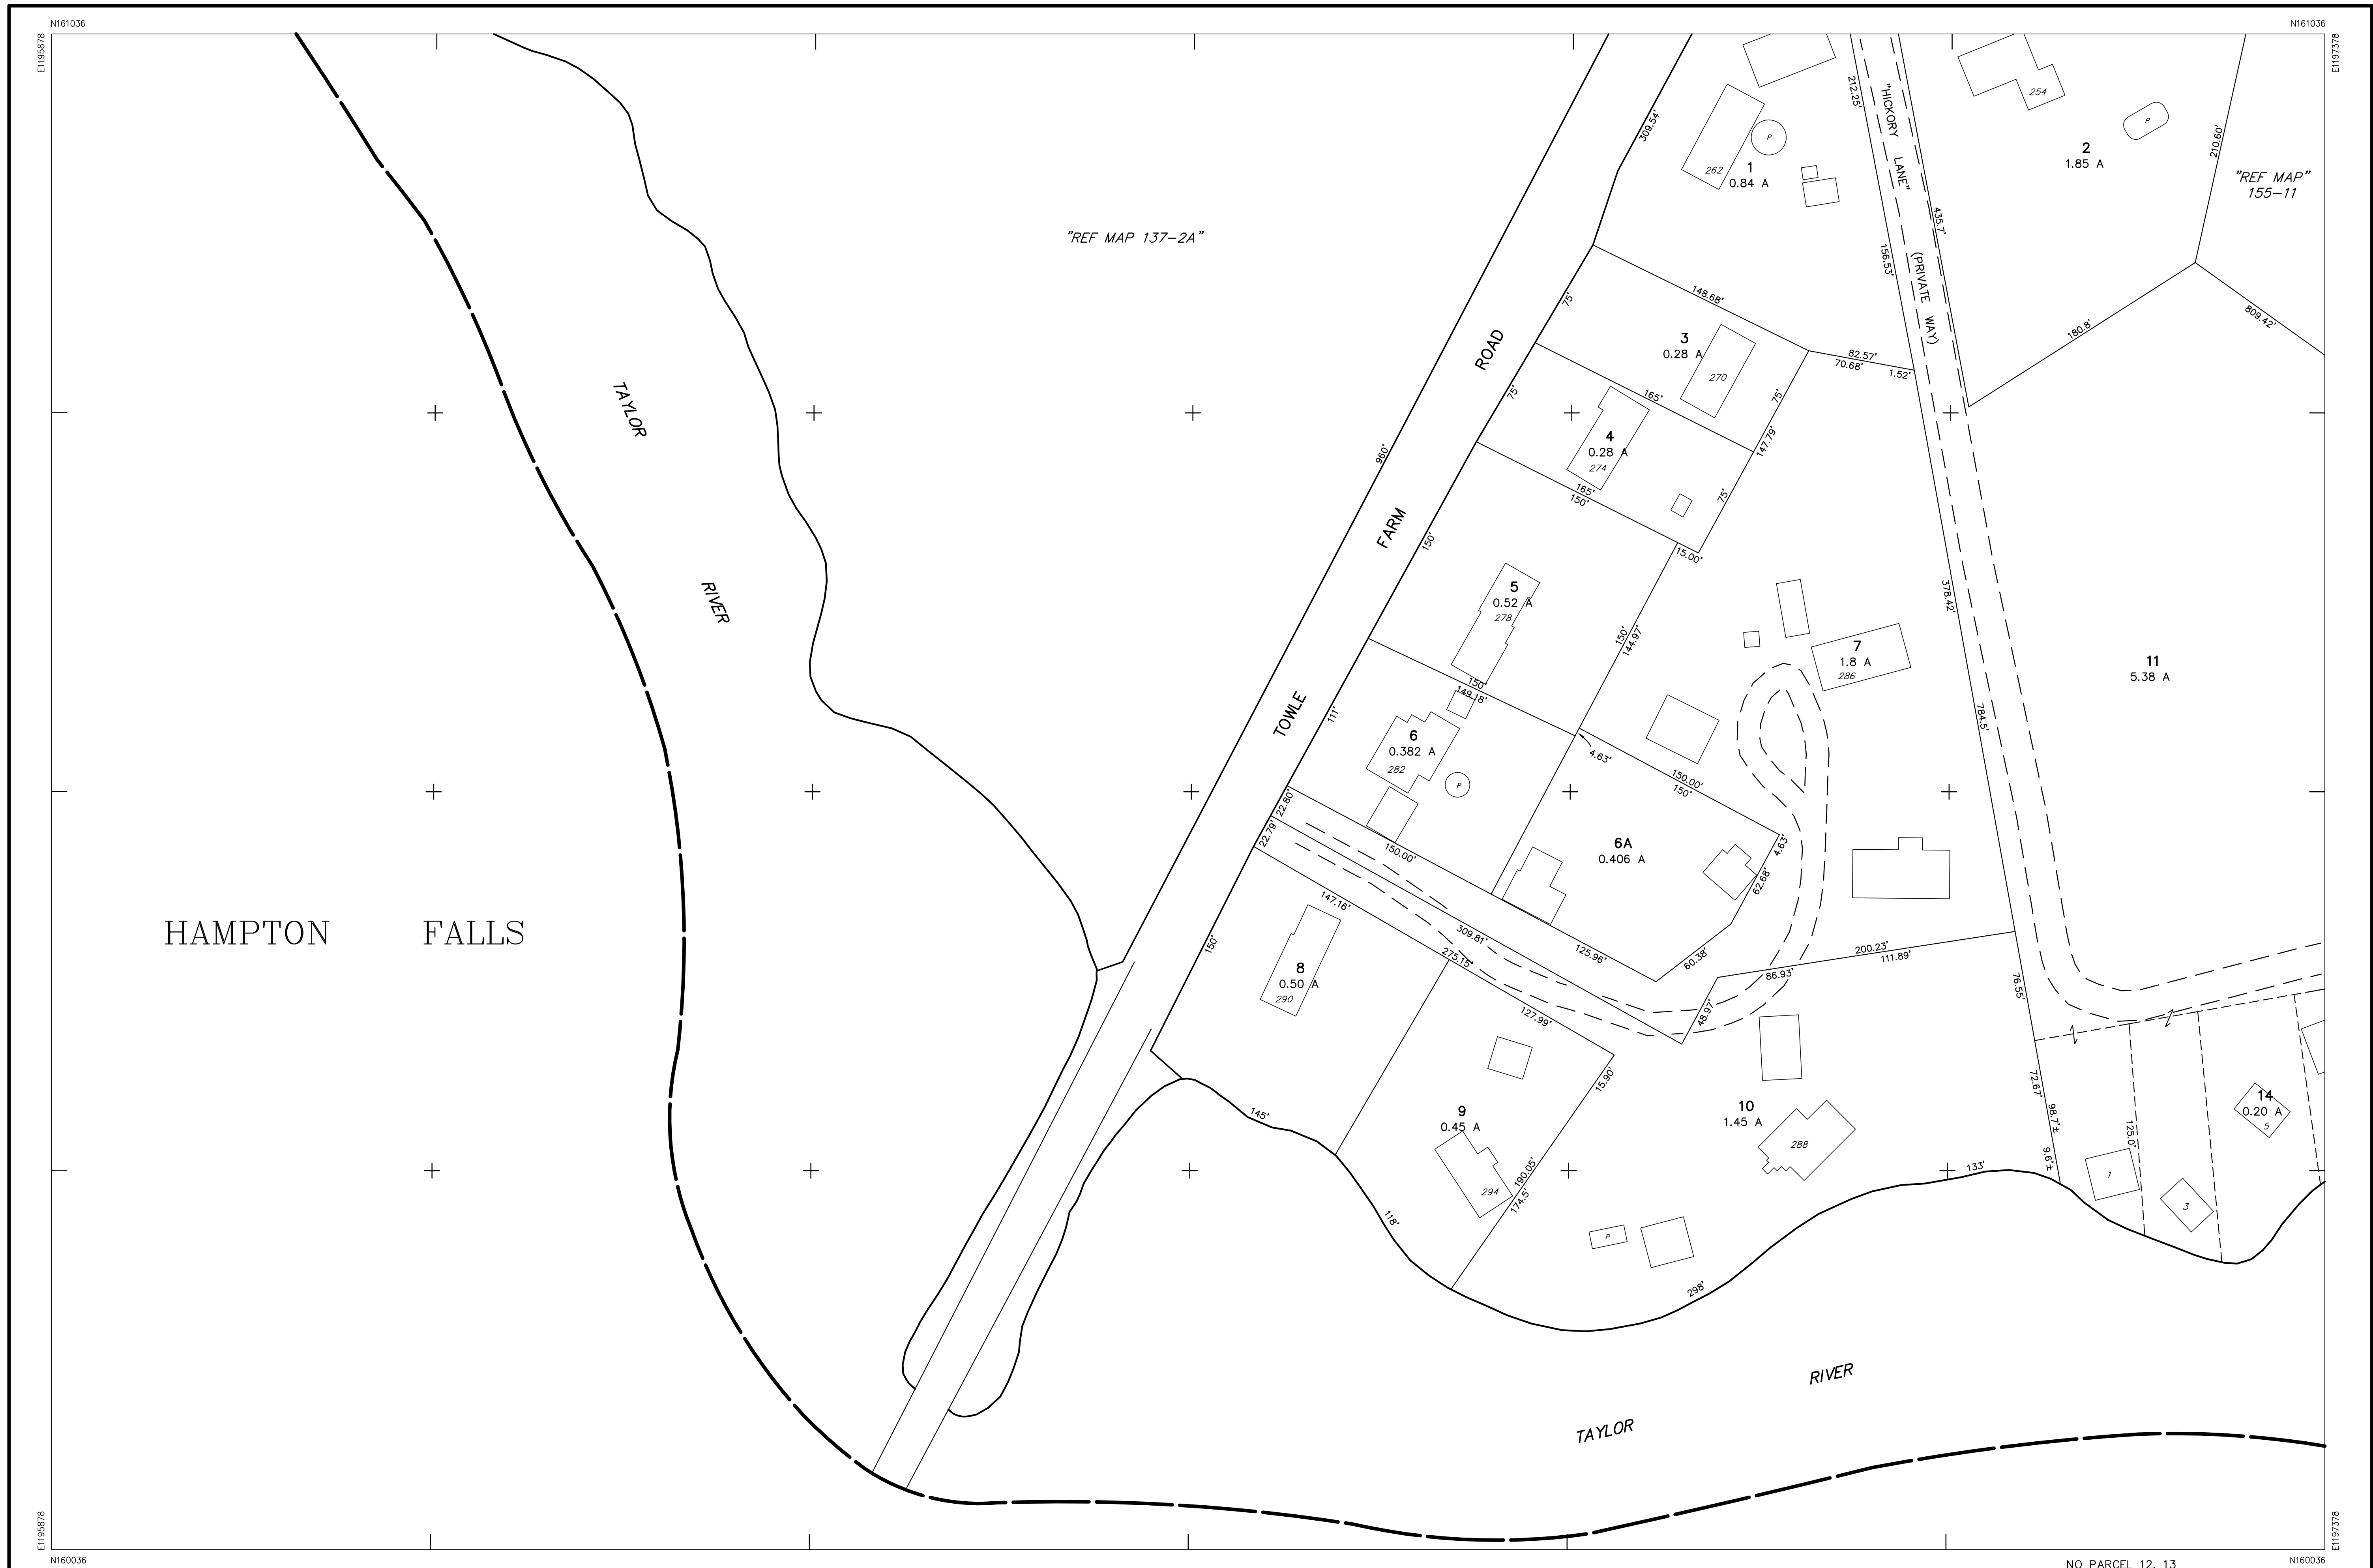 N161036
N161036
E1195878
E1197378
"REF MAP 137-2A"
TAYLOR
RIVER
HAMPTON FALLS
TOWLE FARM ROAD
960'
309.54'
262
P
1
0.84 A
212.25'
"HICKORY LANE"
(PRIVATE WAY)
156.53'
435.7'
254
P
2
1.85 A
210.60'
"REF MAP"
155-11
180.8'
809.42'
75'
148.68'
3
0.28 A
270
82.57'
70.68'
1.52'
75'
165'
75'
147.79'
4
0.28 A
274
165'
150'
75'
15.00'
150'
5
0.52 A
278
150'
144.97'
378.42'
7
1.8 A
286
11
5.38 A
784.5'
150'
149.18'
111'
6
0.382 A
282
P
4.63'
150.00'
150'
22.80'
22.79'
150.00'
6A
0.406 A
4.63'
62.68'
60.38'
125.96'
147.16'
309.81'
275.15'
127.99'
150'
8
0.50 A
290
200.23'
111.89'
86.93'
48.97'
76.55'
72.67'
98.7'±
9.6'±
125.0'
15.90'
145'
9
0.45 A
294
190.05'
174.5'
118'
10
1.45 A
288
P
133'
298'
14
0.20 A
5
1
3
RIVER
TAYLOR
E1195878
E1197378
N160036
N160036
NO PARCEL 12, 13